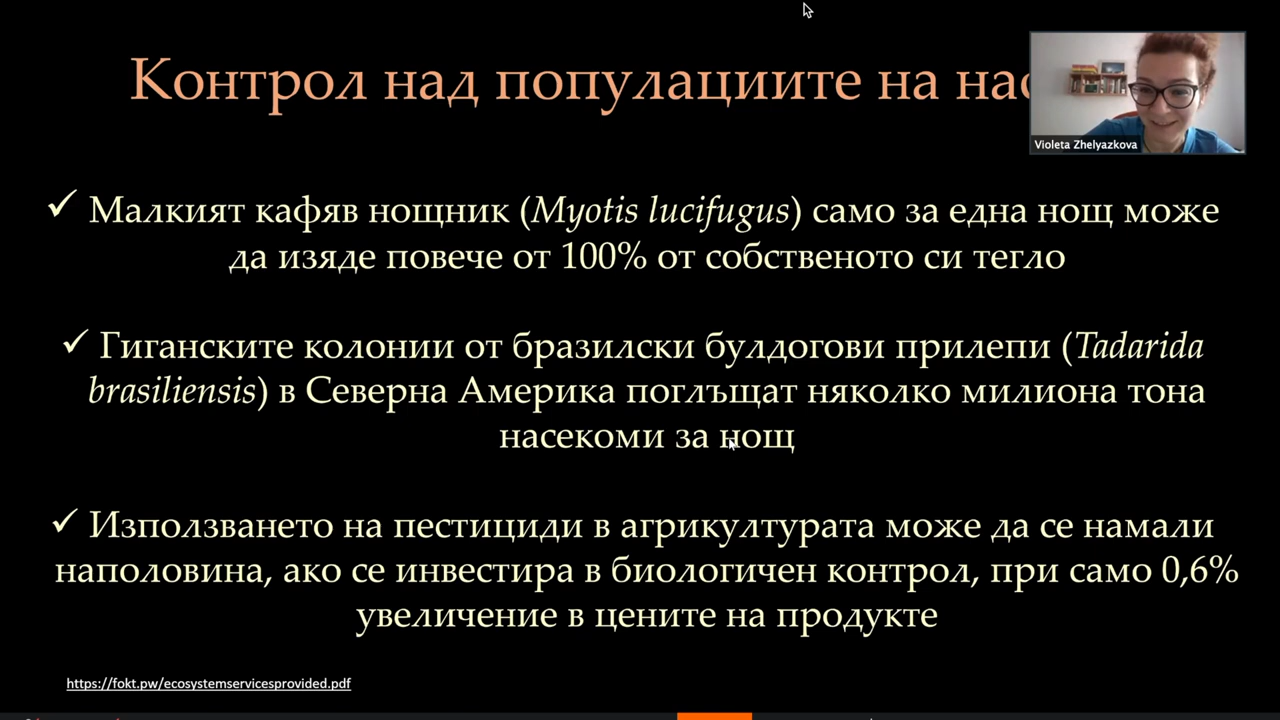 Контрол над популациите на нас
Violeta Zhelyazkova
✓ Малкият кафяв нощник (Myotis lucifugus) само за една нощ може
да изяде повече от 100% от собственото си тегло
✓ Гиганските колонии от бразилски булдогови прилепи (Tadarida
brasiliensis) в Северна Америка поглъщат няколко милиона тона
насекоми за нощ
✓ Използването на пестициди в агрикултурата може да се намали
наполовина, ако се инвестира в биологичен контрол, при само 0,6%
увеличение в цените на продукте
https://fokt.pw/ecosystemservicesprovided.pdf